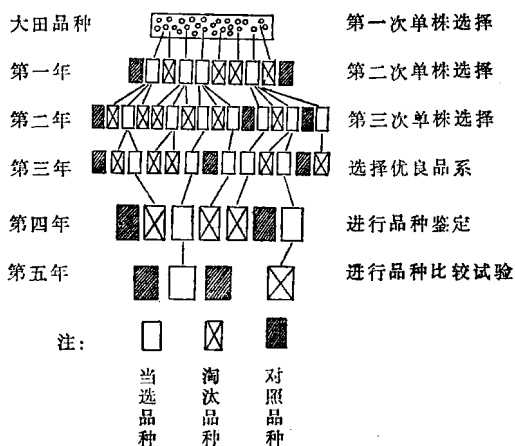 大田品种 第一次单株选择
第一年 第二次单株选择
第二年 第三次单株选择
第三年 选择优良品系
第四年 进行品种鉴定
第五年 进行品种比较试验
注:
当选品种 淘汰品种 对照品种